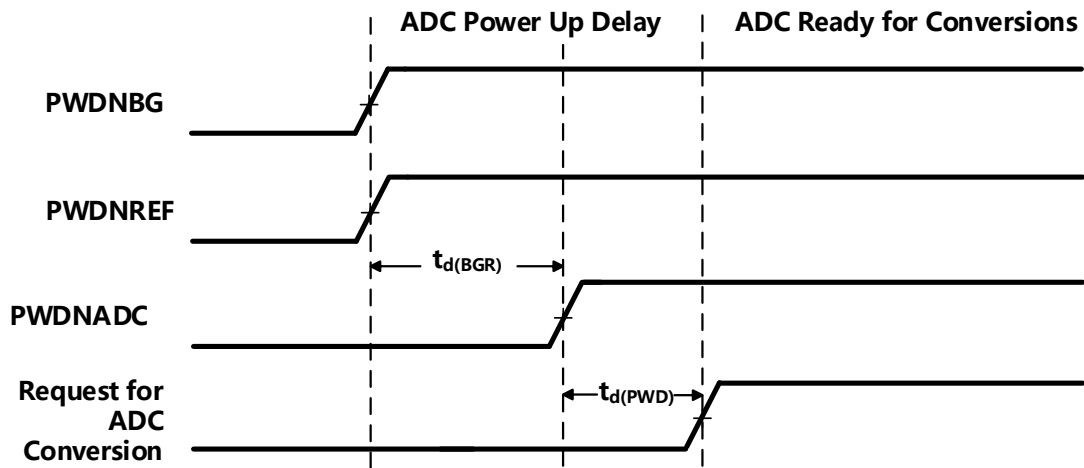 ADC Power Up Delay
ADC Ready for Conversions
PWDNBG
PWDNREF
td(BGR)
PWDNADC
Request for
ADC
Conversion
td(PWD)